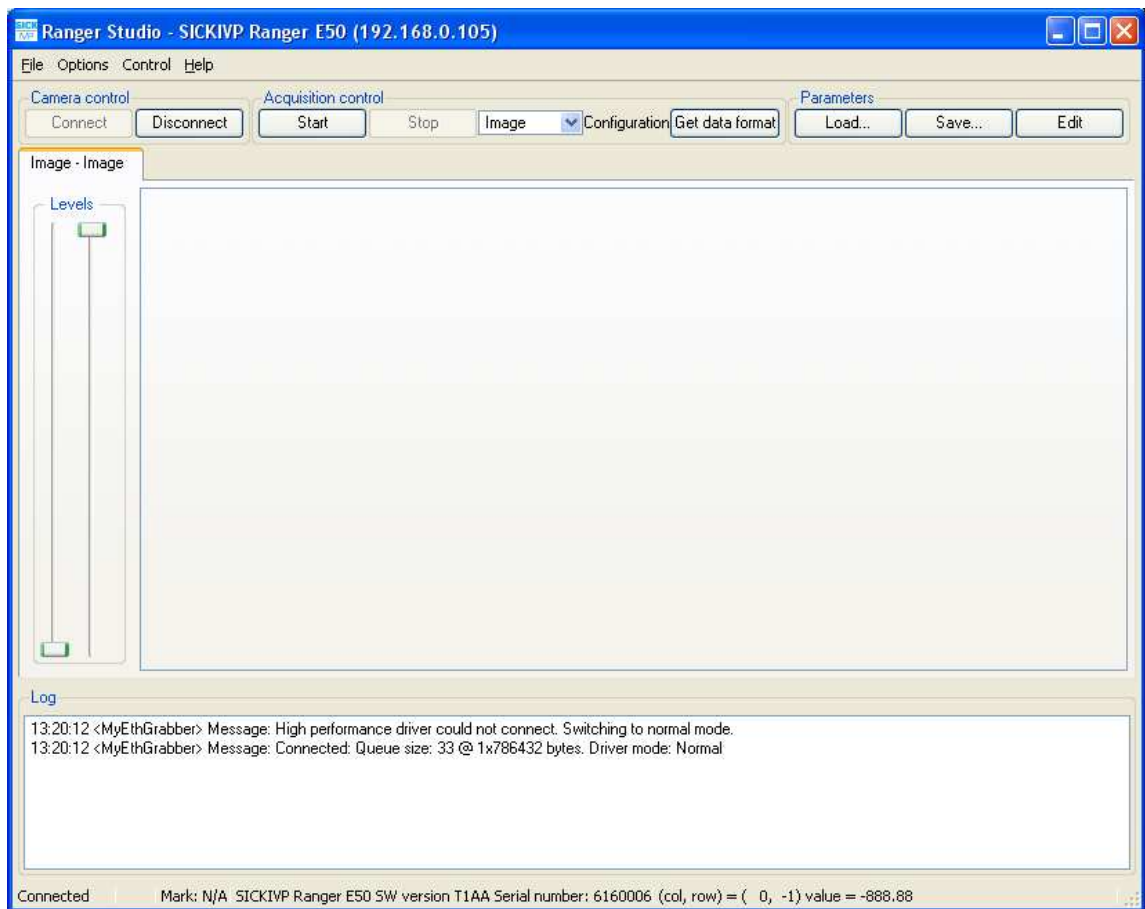 SICK IVP Ranger Studio - SICKIVP Ranger E50 (192.168.0.105)
File Options Control Help
Camera control Acquisition control Parameters
Connect Disconnect Start Stop Image Configuration Get data format Load... Save... Edit
Image - Image
Levels
Log
13:20:12 <MyEthGrabber> Message: High performance driver could not connect. Switching to normal mode.
13:20:12 <MyEthGrabber> Message: Connected: Queue size: 33 @ 1x786432 bytes. Driver mode: Normal
Connected Mark: N/A SICKIVP Ranger E50 SW version T1AA Serial number: 6160006 (col, row) = ( 0, -1) value = -888.88